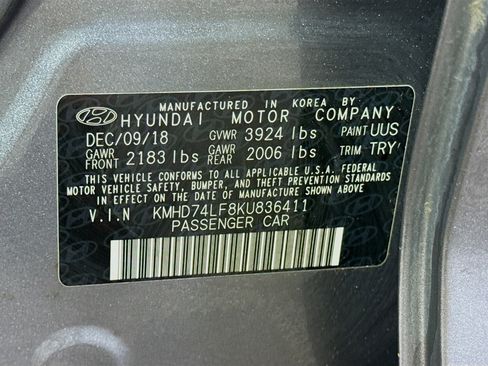 MANUFACTURED IN KOREA BY
HYUNDAI MOTOR COMPANY
DEC/09/18 GVWR 3924 lbs PAINT UUS
GAWR FRONT 2183 lbs GAWR REAR 2006 lbs TRIM TRY
THIS VEHICLE CONFORMS TO ALL APPLICABLE U.S.A. FEDERAL
MOTOR VEHICLE SAFETY, BUMPER, AND THEFT PREVENTION STANDARDS
IN EFFECT ON THE DATE OF MANUFACTURE SHOWN ABOVE.
V.I.N KMHD74LF8KU836411
PASSENGER CAR